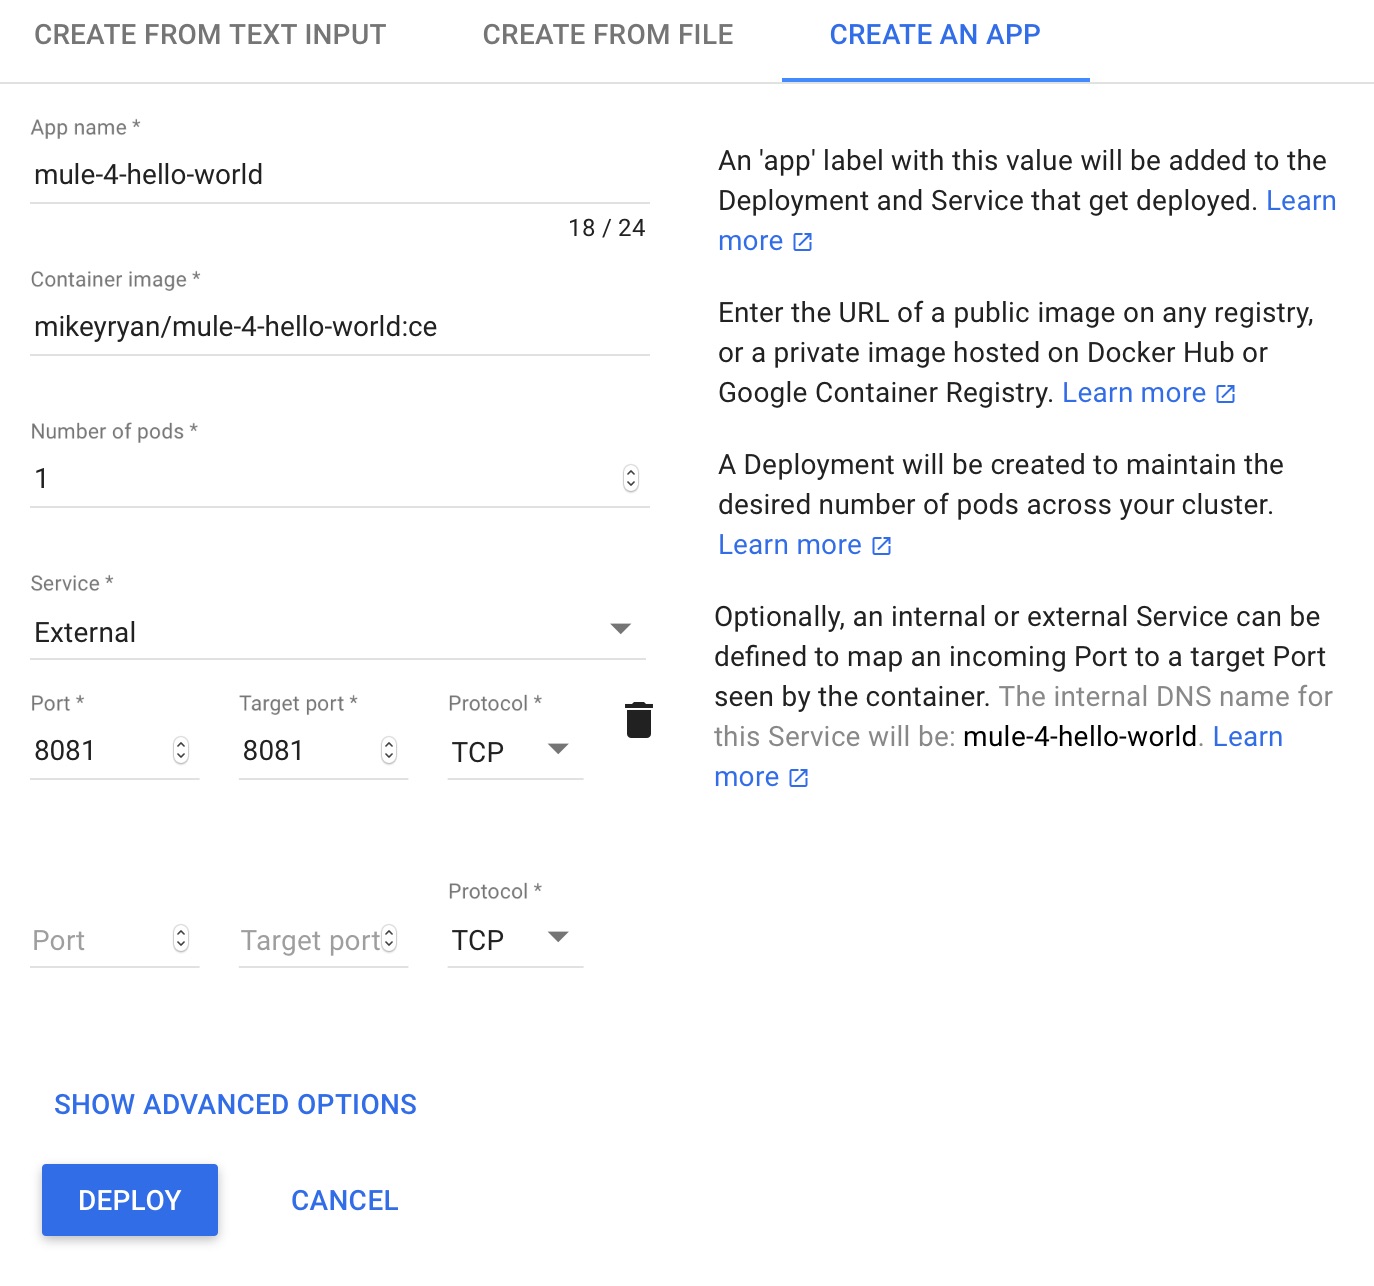 CREATE FROM TEXT INPUT
CREATE FROM FILE
CREATE AN APP
App name *
mule-4-hello-world
18 / 24
An 'app' label with this value will be added to the
Deployment and Service that get deployed. Learn
more
Container image *
mikeyryan/mule-4-hello-world:ce
Enter the URL of a public image on any registry,
or a private image hosted on Docker Hub or
Google Container Registry. Learn more
Number of pods *
1
A Deployment will be created to maintain the
desired number of pods across your cluster.
Learn more
Service *
External
Port *
8081
Target port *
8081
Protocol *
TCP
Optionally, an internal or external Service can be
defined to map an incoming Port to a target Port
seen by the container. The internal DNS name for
this Service will be: mule-4-hello-world. Learn
more
Port
Target port
Protocol *
TCP
SHOW ADVANCED OPTIONS
DEPLOY
CANCEL